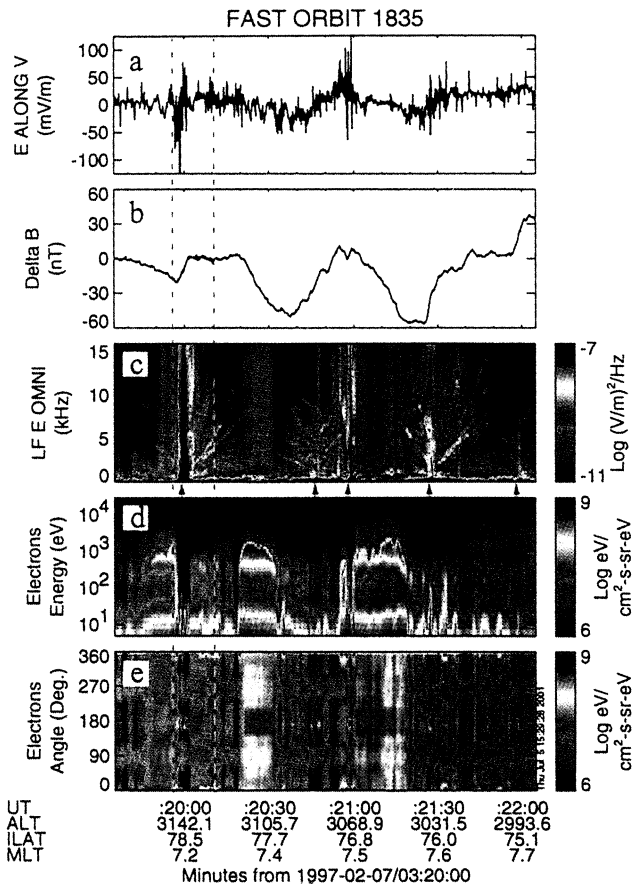 FAST ORBIT 1835
a
E ALONG V
(mV/m)
100
50
0
-50
-100
b
Delta B
(nT)
60
30
0
-30
-60
c
LF E OMNI
(kHz)
15
10
5
0
-7
-11
Log (V/m)²/Hz
d
Electrons
Energy (eV)
10⁴
10³
10²
10¹
9
6
Log eV/
cm²-s-sr-eV
e
Electrons
Angle (Deg.)
360
270
180
90
0
9
6
Log eV/
cm²-s-sr-eV
UT :20:00 :20:30 :21:00 :21:30 :22:00
ALT 3142.1 3105.7 3068.9 3031.5 2993.6
ILAT 78.5 77.7 76.8 76.0 75.1
MLT 7.2 7.4 7.5 7.6 7.7
Minutes from 1997-02-07/03:20:00